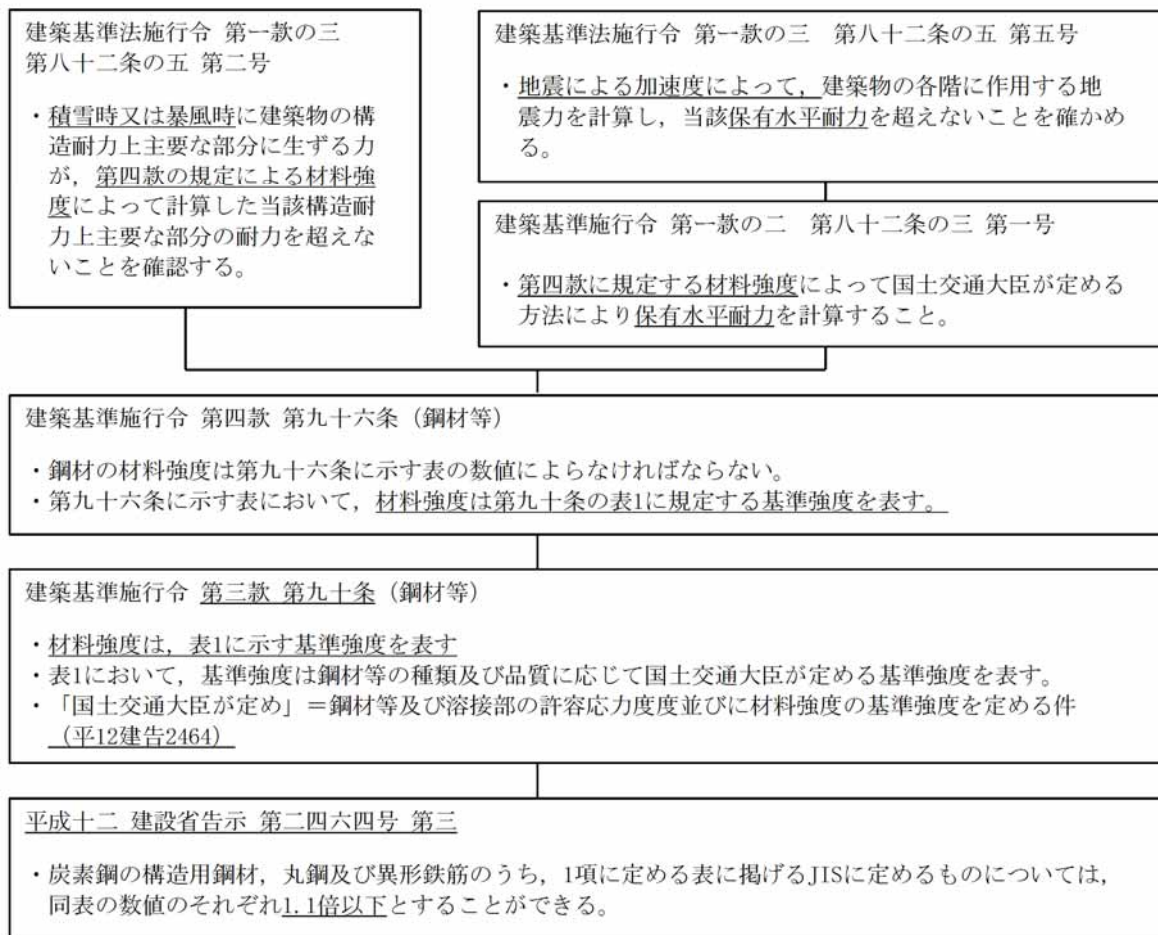 建築基準法施行令 第一款の三
第八十二条の五 第二号
・積雪時又は暴風時に建築物の構
造耐力上主要な部分に生ずる力
が，第四款の規定による材料強
度によって計算した当該構造耐
力上主要な部分の耐力を超えな
いことを確認する。
建築基準法施行令 第一款の三　第八十二条の五 第五号
・地震による加速度によって，建築物の各階に作用する地
震力を計算し，当該保有水平耐力を超えないことを確かめ
る。
建築基準施行令 第一款の二　第八十二条の三 第一号
・第四款に規定する材料強度によって国土交通大臣が定める
方法により保有水平耐力を計算すること。
建築基準施行令 第四款 第九十六条（鋼材等）
・鋼材の材料強度は第九十六条に示す表の数値によらなければならない。
・第九十六条に示す表において，材料強度は第九十条の表1に規定する基準強度を表す。
建築基準施行令 第三款 第九十条（鋼材等）
・材料強度は，表1に示す基準強度を表す
・表1において，基準強度は鋼材等の種類及び品質に応じて国土交通大臣が定める基準強度を表す。
・「国土交通大臣が定め」＝鋼材等及び溶接部の許容応力度度並びに材料強度の基準強度を定める件
（平12建告2464）
平成十二 建設省告示 第二四六四号 第三
・炭素鋼の構造用鋼材，丸鋼及び異形鉄筋のうち，1項に定める表に掲げるJISに定めるものについては，
同表の数値のそれぞれ1.1倍以下とすることができる。